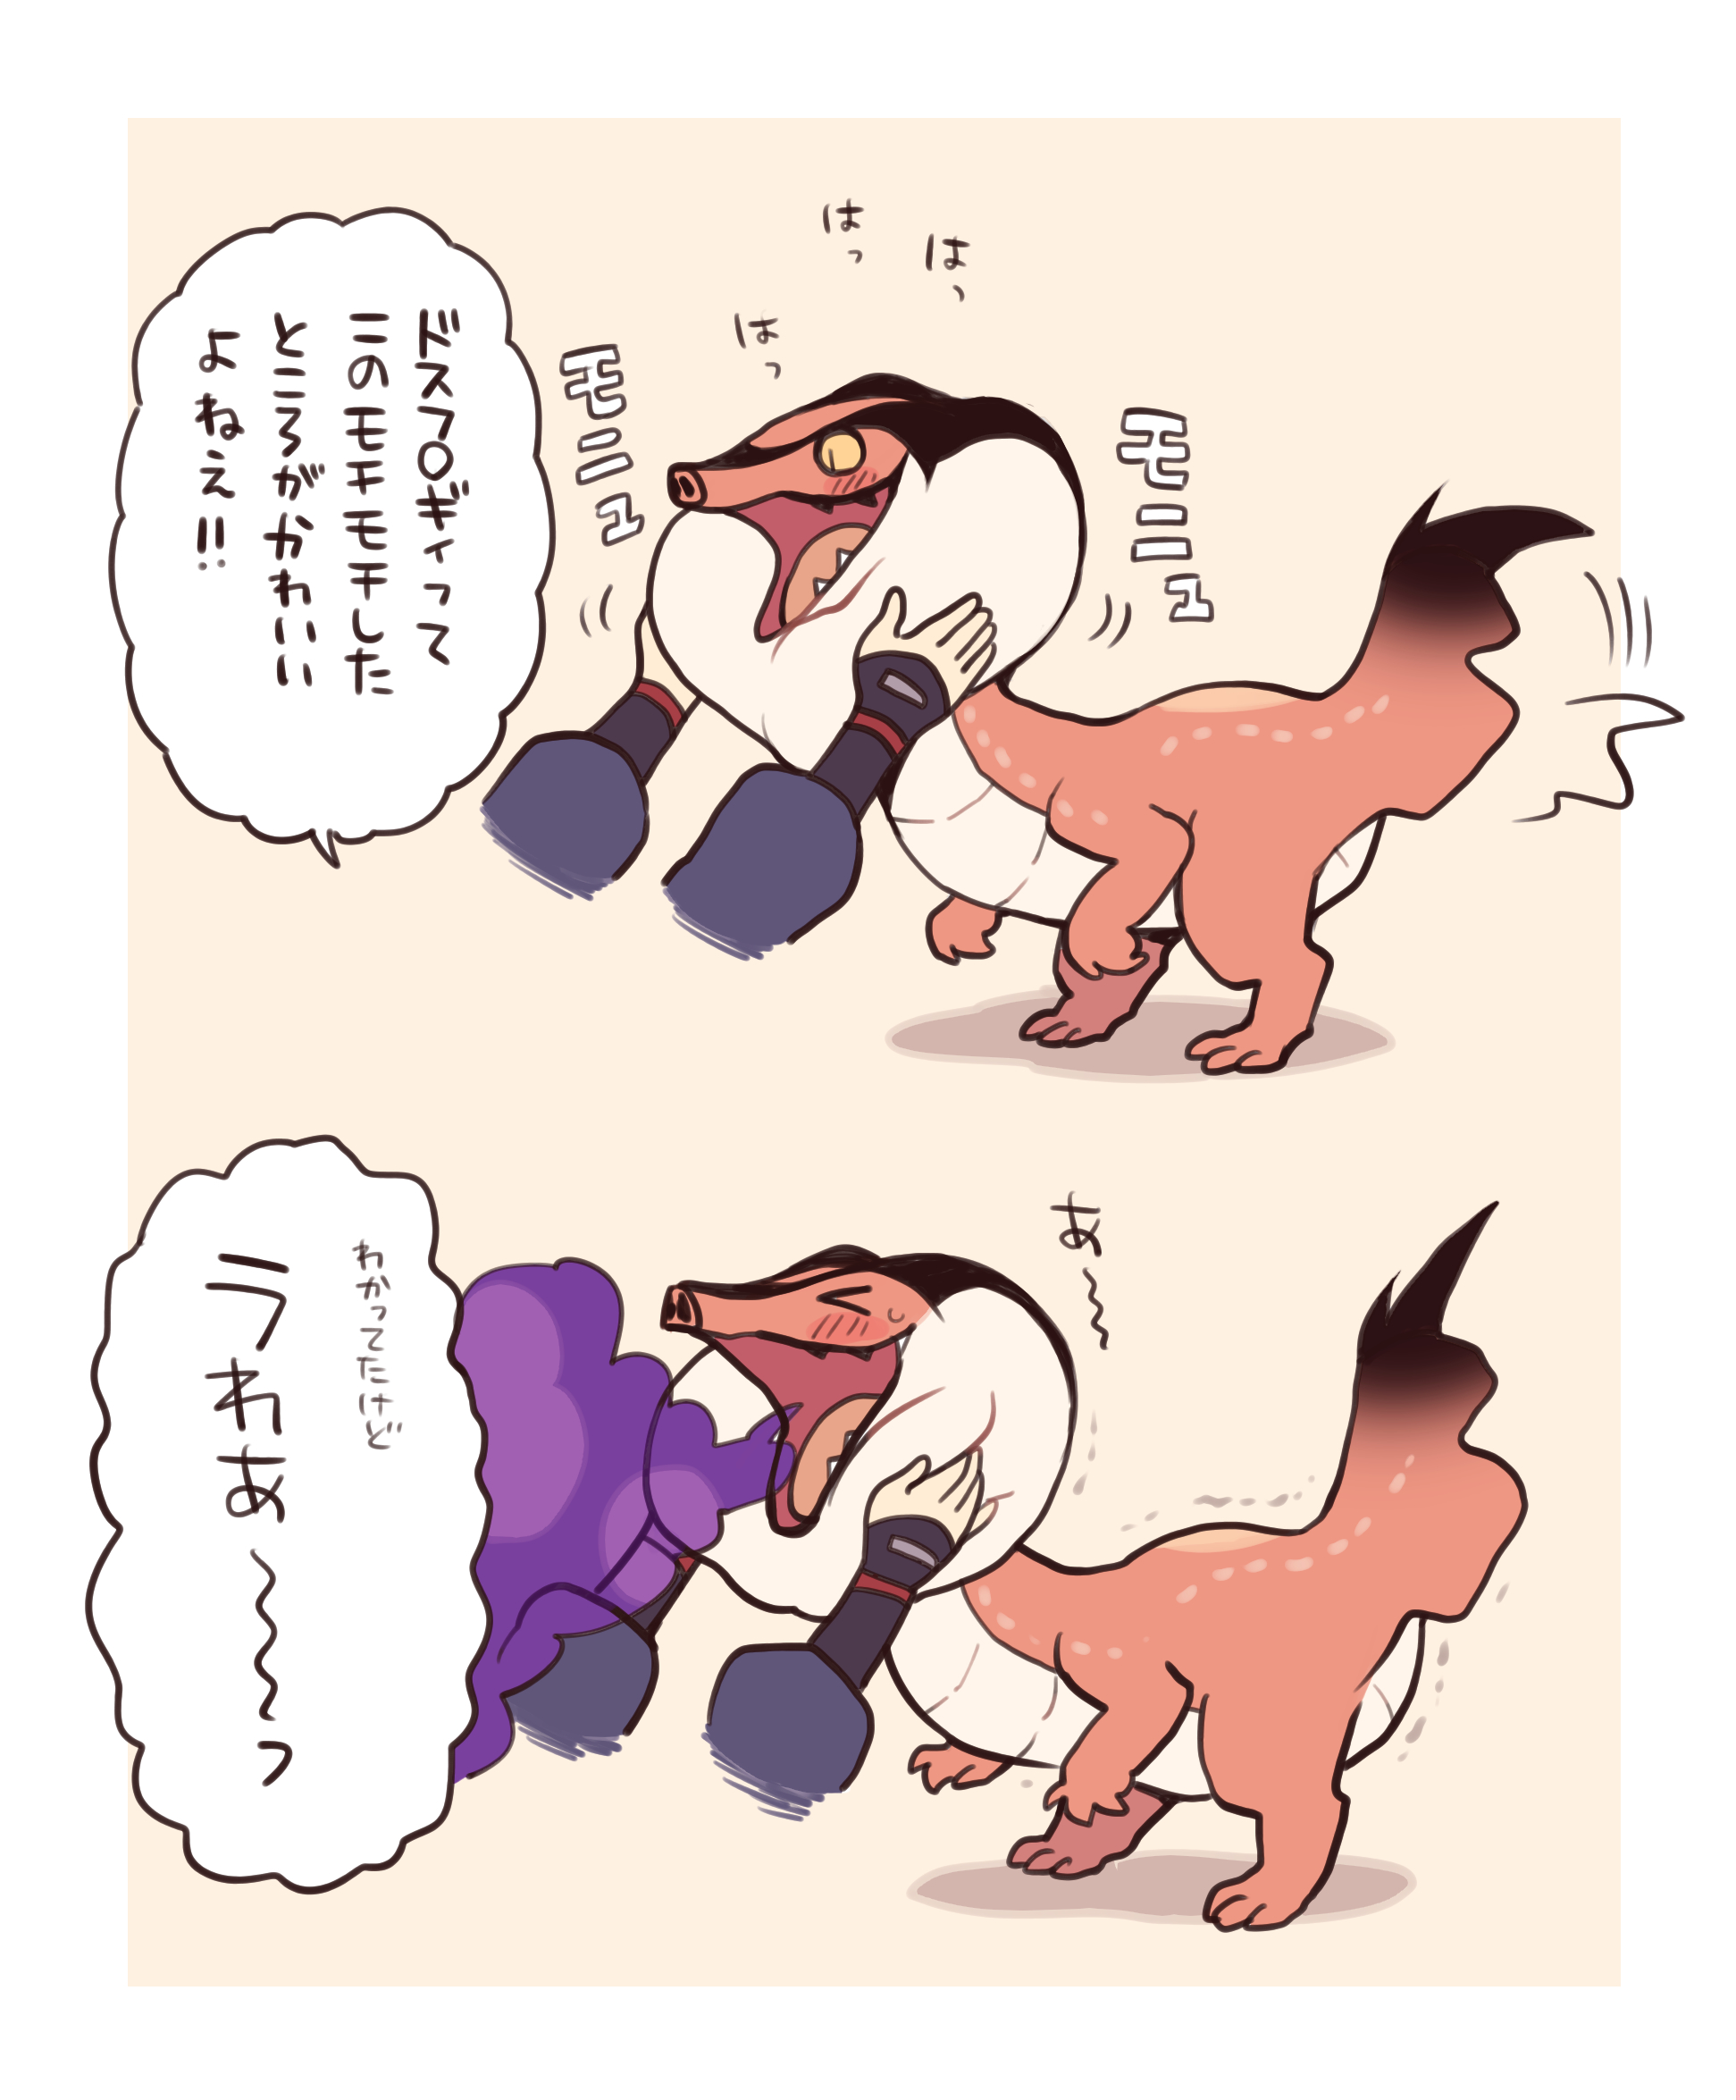 はっ
はっ
はっ
モニュ
モニュ
ドスフ○ギィって
このモチモチした
ところがかわいい
よねぇ!!
あ〜
わかってたけど
うわあ〜〜っ